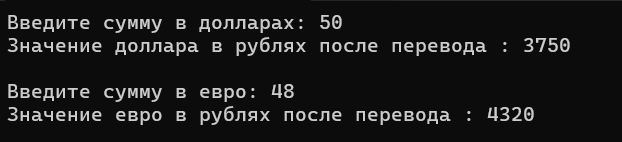 Введите сумму в долларах: 50
Значение доллара в рублях после перевода : 3750
Введите сумму в евро: 48
Значение евро в рублях после перевода : 4320